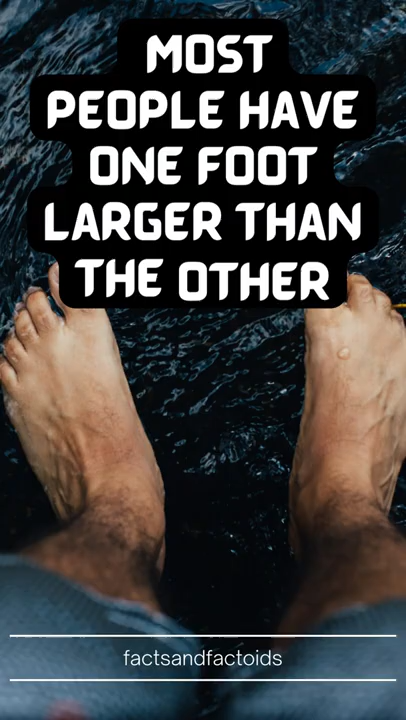 MOST
PEOPLE HAVE
ONE FOOT
LARGER THAN
THE OTHER
factsandfactoids